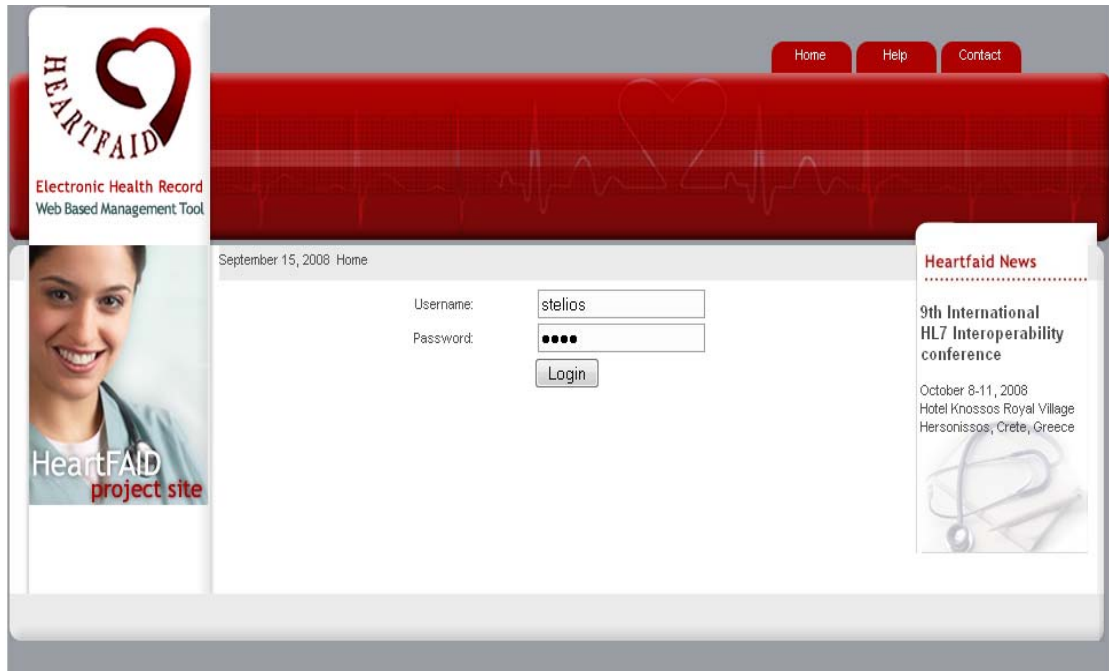 HEARTFAID
Electronic Health Record
Web Based Management Tool
Home
Help
Contact
September 15, 2008 Home
Username:
stelios
Password:
••••
Login
HeartFAID
project site
Heartfaid News
9th International
HL7 Interoperability
conference
October 8-11, 2008
Hotel Knossos Royal Village
Hersonissos, Crete, Greece